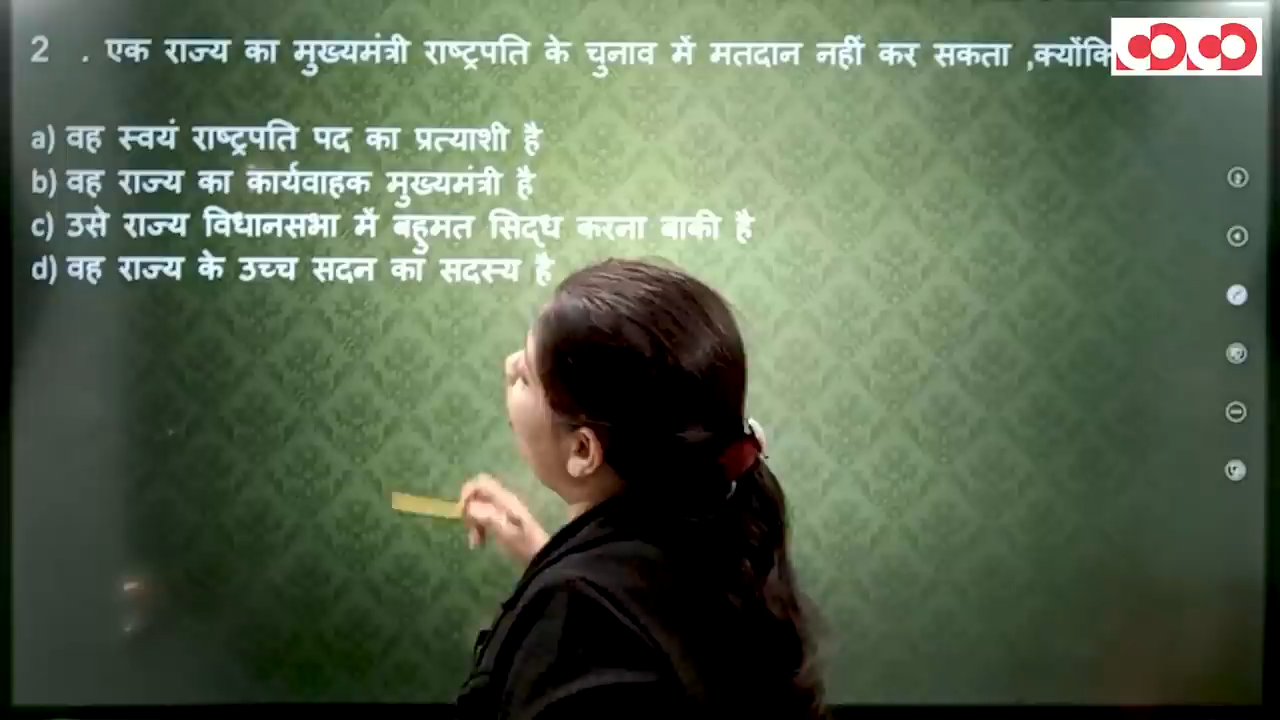 2 . एक राज्य का मुख्यमंत्री राष्ट्रपति के चुनाव में मतदान नहीं कर सकता ,क्योंकि
a) वह स्वयं राष्ट्रपति पद का प्रत्याशी है
b) वह राज्य का कार्यवाहक मुख्यमंत्री है
c) उसे राज्य विधानसभा में बहुमत सिद्ध करना बाकी है
d) वह राज्य के उच्च सदन का सदस्य है